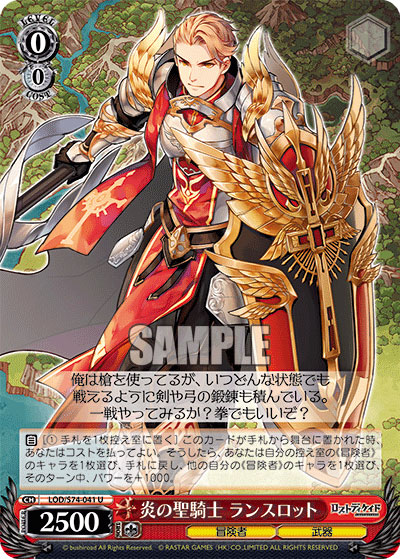 LEVEL
0
0
COST
SAMPLE
俺は槍を使ってるが、いつどんな状態でも
戦えるように剣や弓の鍛錬も積んでいる。
一戦やってみるか?拳でもいいぞ?
自 [① 手札を1枚控え室に置く] このカードが手札から舞台に置かれた時、
あなたはコストを払ってよい。そうしたら、あなたは自分の控え室の《冒険者》
のキャラを1枚選び、手札に戻し、他の自分の《冒険者》のキャラを1枚選び、
そのターン中、パワーを+1000。
CH LOD/S74-041 U
2500
炎の聖騎士 ランスロット
ロストディケイド
冒険者 武器
© bushiroad All Rights Reserved. © RASTAR GAMES (HK) CO.,LIMITED All Rights Reserved.